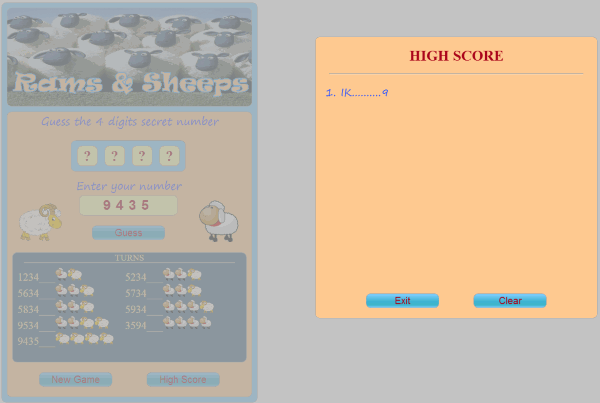 Rams & Sheeps
Guess the 4 digits secret number
? ? ? ?
Enter your number
9 4 3 5
Guess
TURNS
1234
5634
5834
9534
9435
5234
5734
5934
3594
New Game
High Score
HIGH SCORE
1. IK..........9
Exit
Clear